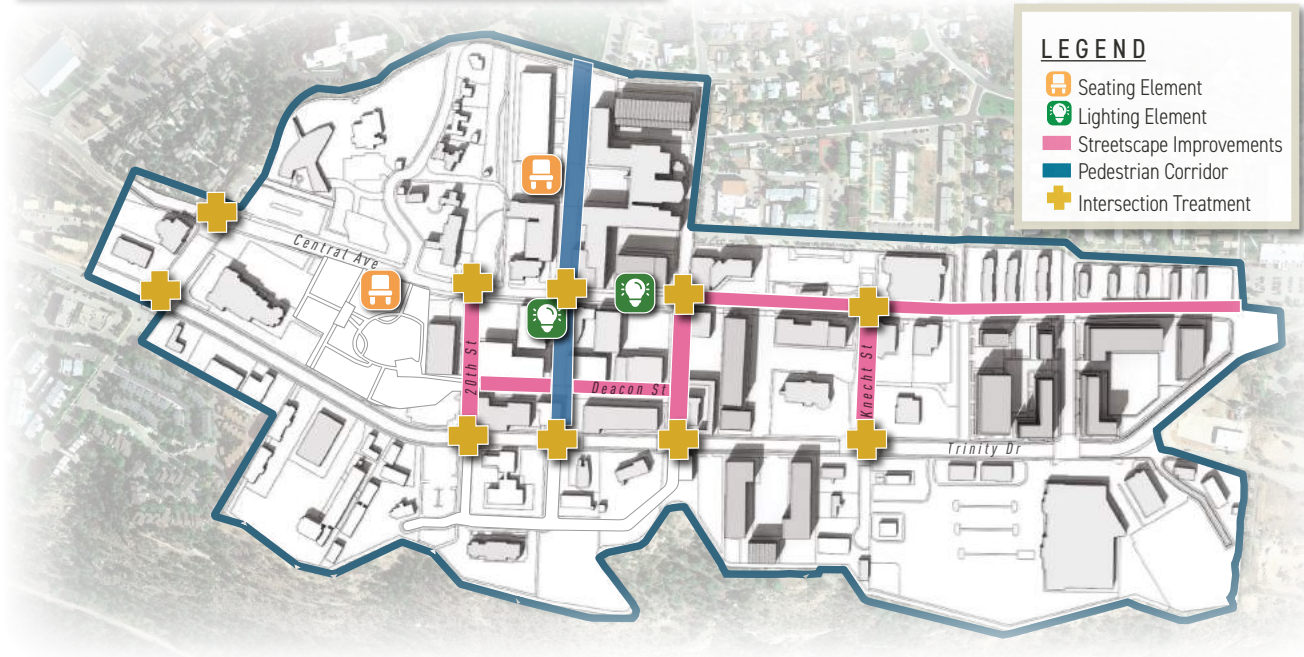 LEGEND
Seating Element
Lighting Element
Streetscape Improvements
Pedestrian Corridor
Intersection Treatment
Central Ave
20th St
Deacon St
Knecht St
Trinity Dr